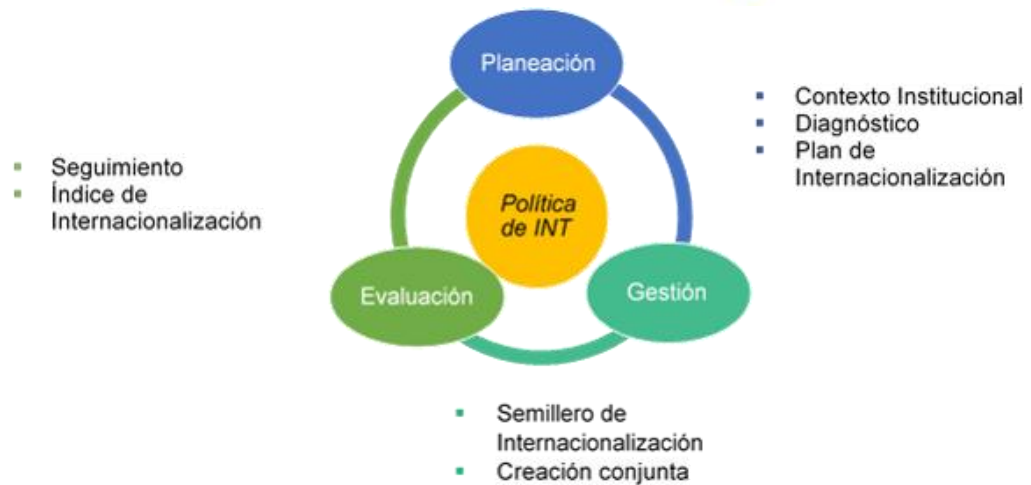 Planeación
Contexto Institucional
Diagnóstico
Plan de
Internacionalización
Seguimiento
Índice de
Internacionalización
Política
de INT
Evaluación
Gestión
Semillero de
Internacionalización
Creación conjunta